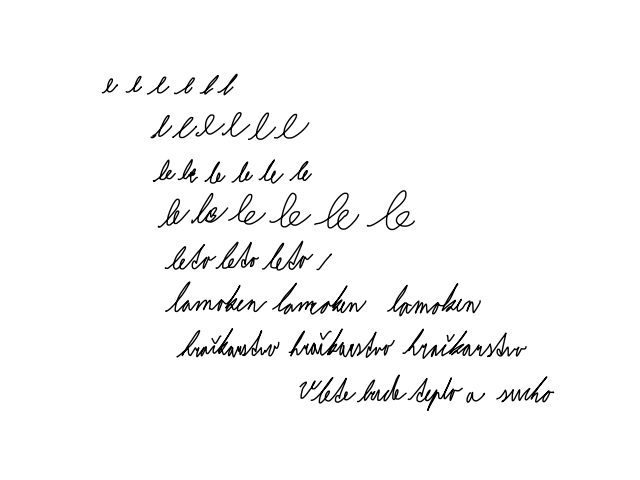 e e e e e e
l l l l l l
le le le le le le
le le le le le le
leto leto leto
lamoken lamoken lamoken
hračkarstvo hračkarstvo hračkarstvo
V lete bude teplo a sucho